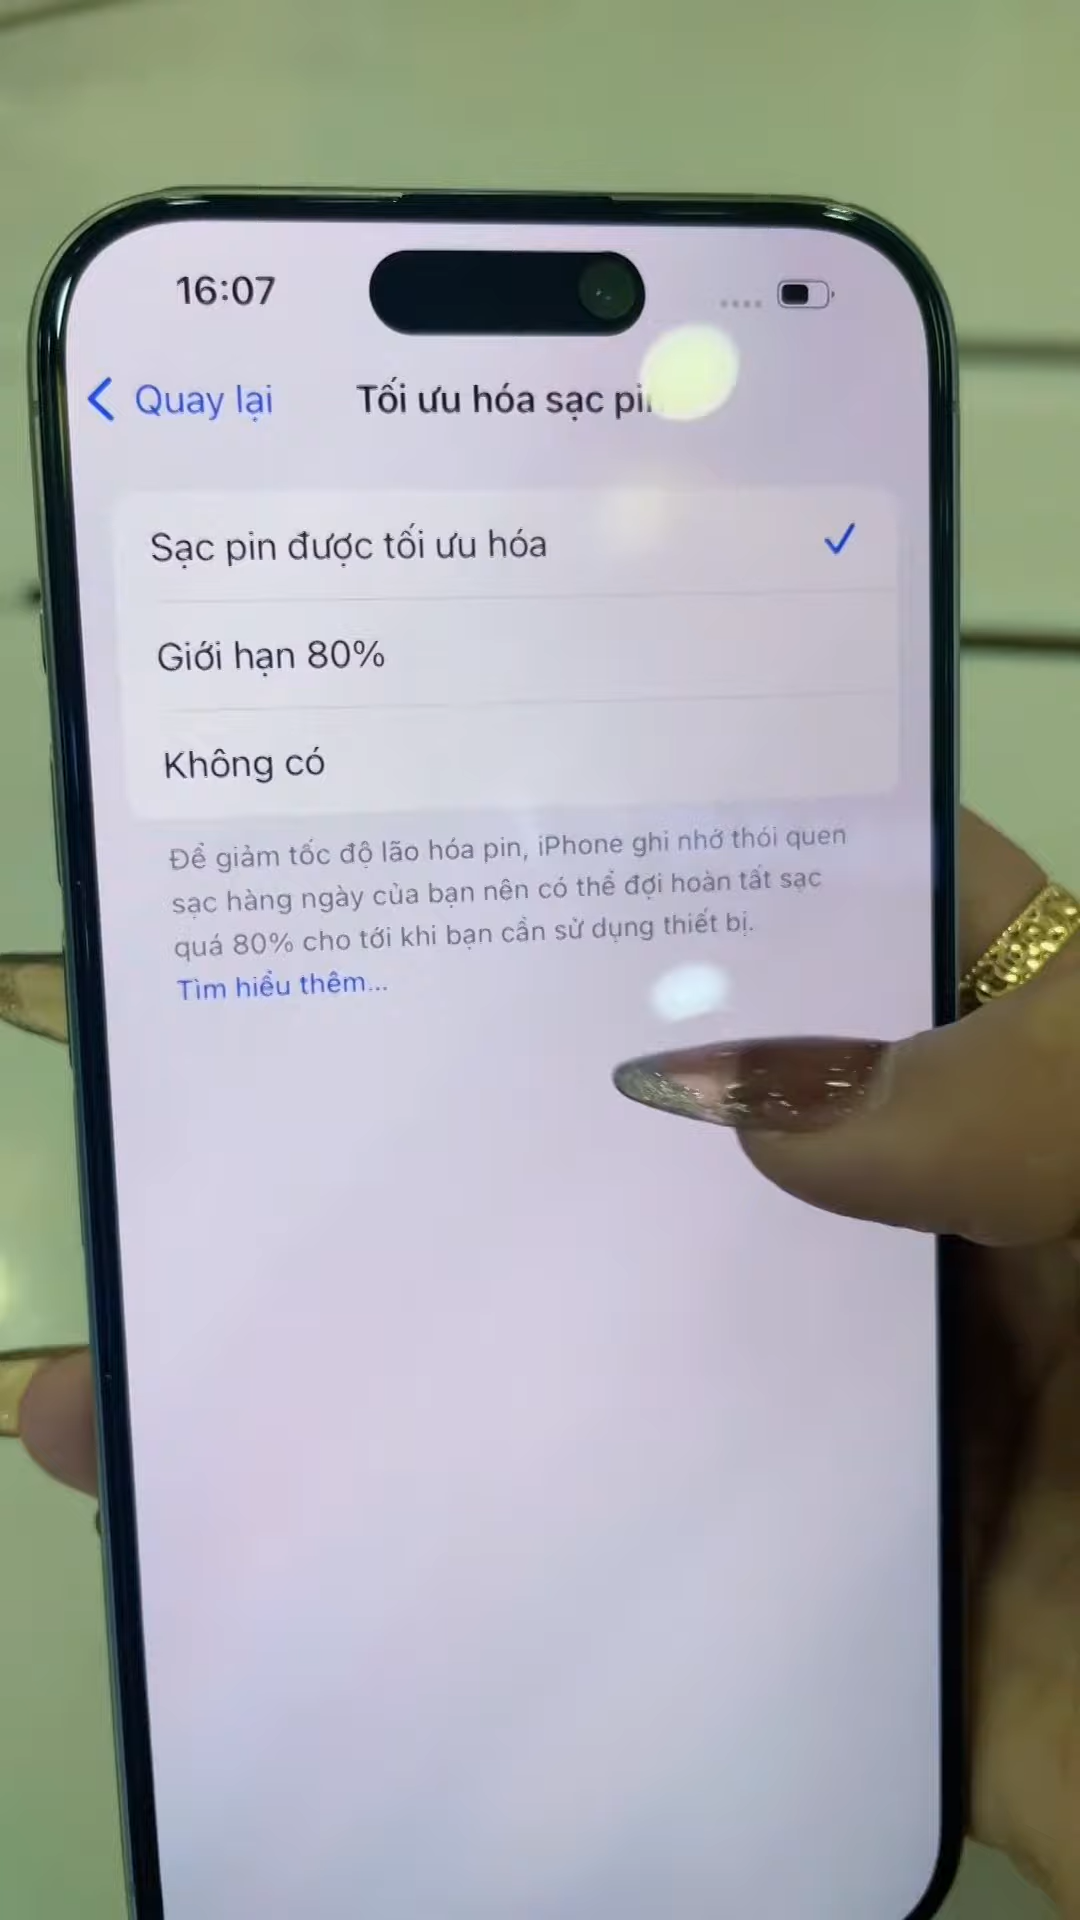 16:07
Quay lại
Tối ưu hóa sạc
Sạc pin được tối ưu hóa
Giới hạn 80%
Không có
Để giảm tốc độ lão hóa pin, iPhone ghi nhớ thói quen
sạc hàng ngày của bạn nên có thể đợi hoàn tất sạc
quá 80% cho tới khi bạn cần sử dụng thiết bị.
Tìm hiểu thêm...